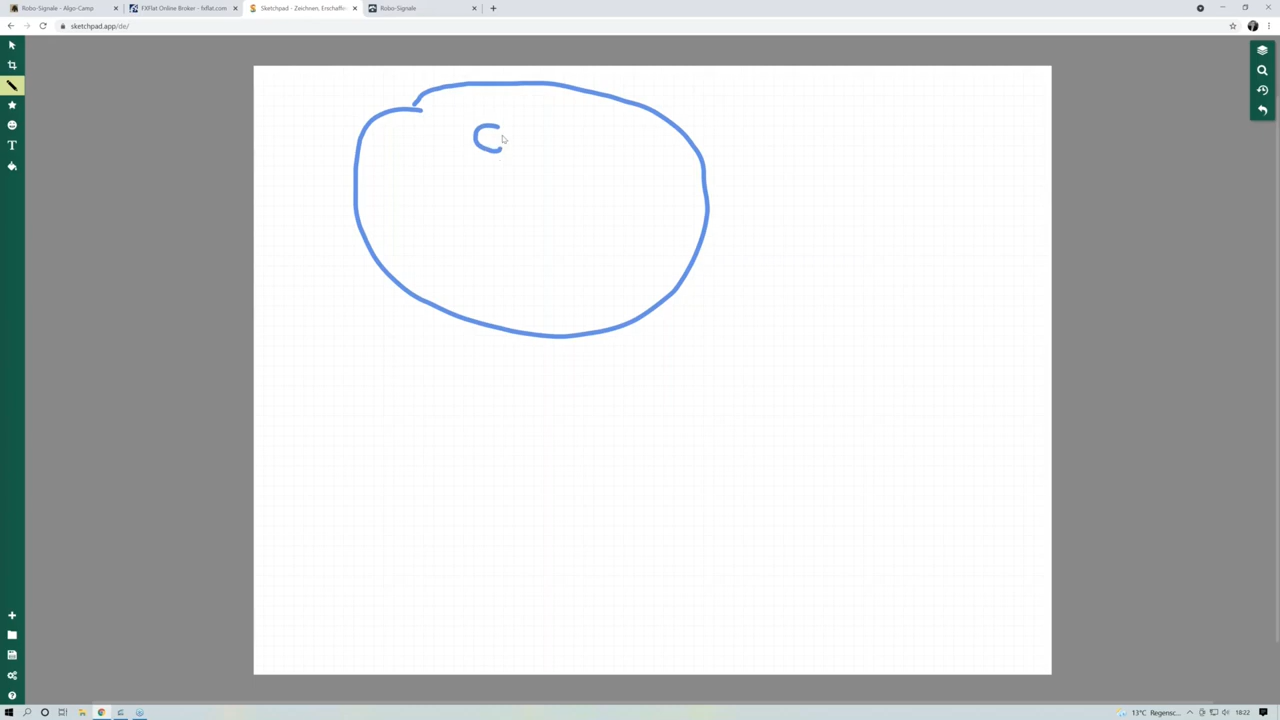 Robo-Signale - Algo-Camp
FXFlat Online Broker - fxflat.com
Sketchpad - Zeichnen, Erschaffe
Robo-Signale
sketchpad.app/de/
C
13°C Regensc...
18:22